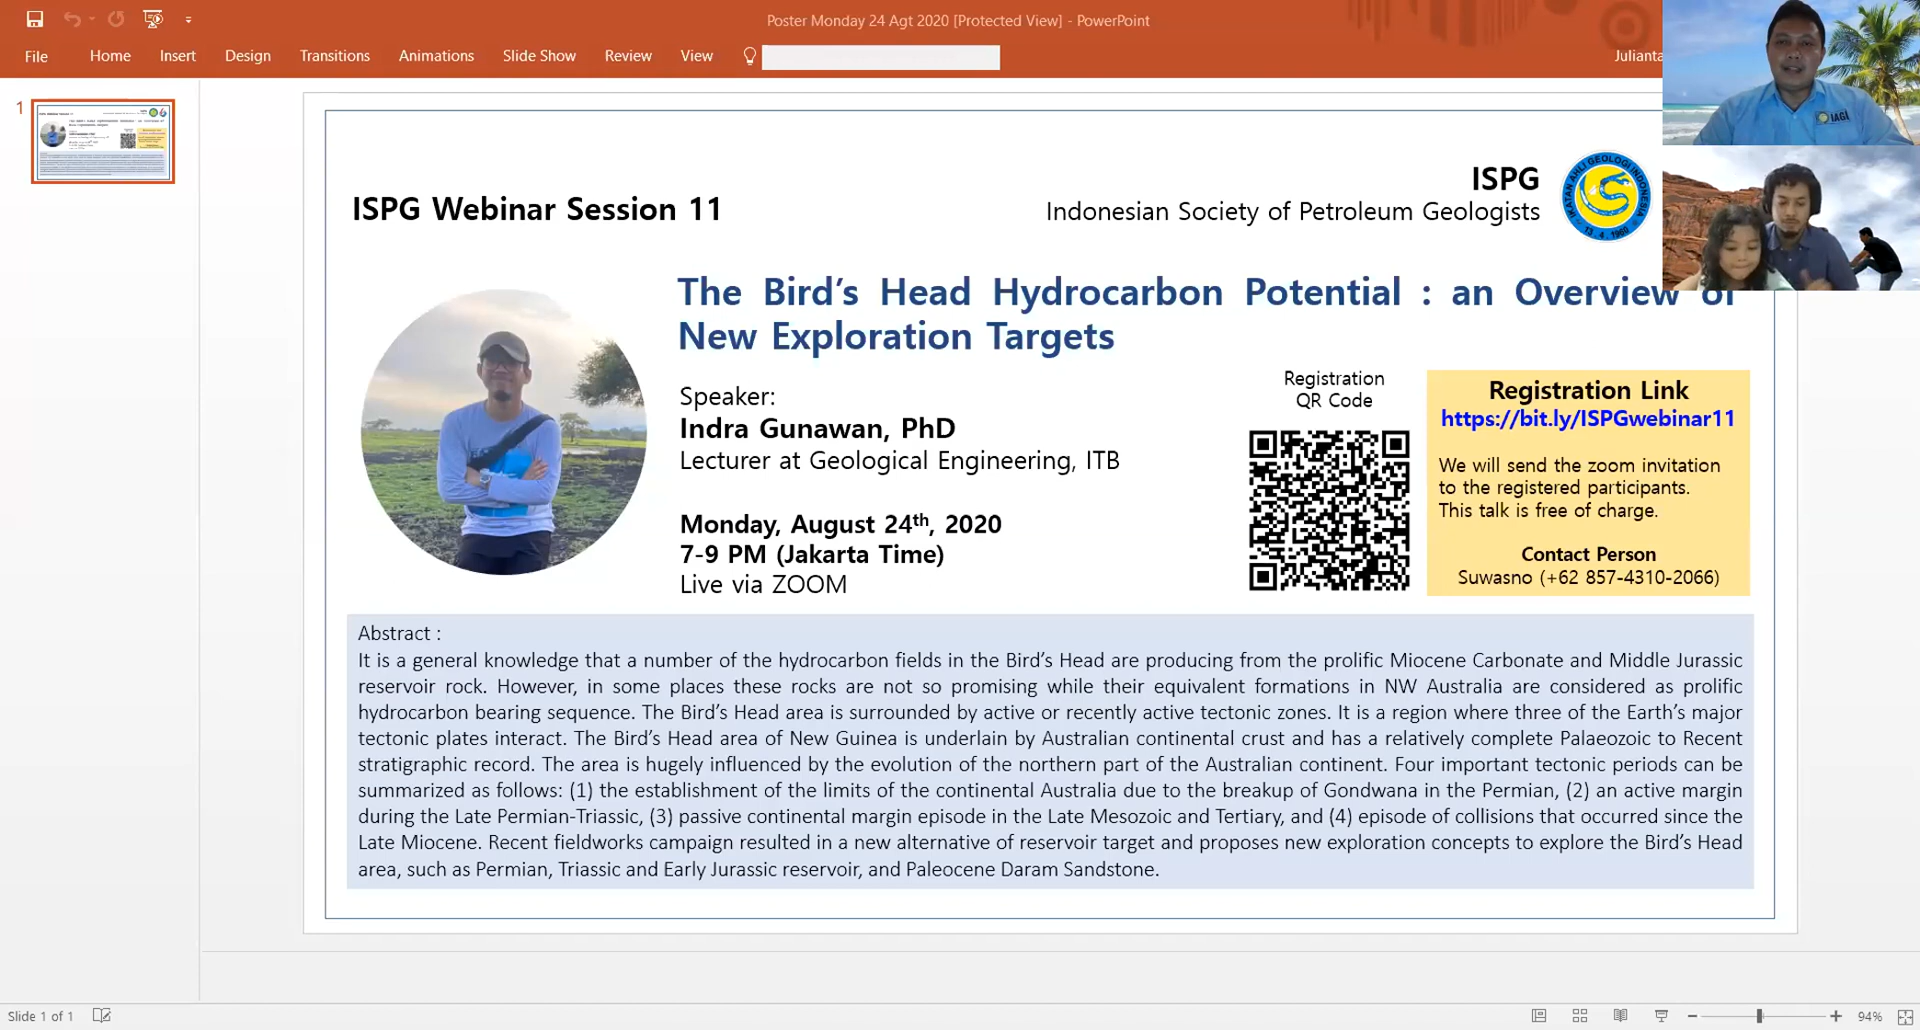 Poster Monday 24 Agt 2020 [Protected View] - PowerPoint
File Home Insert Design Transitions Animations Slide Show Review View
Julianta
1
ISPG Webinar Session 11
ISPG
Indonesian Society of Petroleum Geologists
IKATAN AHLI GEOLOGI INDONESIA
13.4.1960
IAGI
The Bird's Head Hydrocarbon Potential : an Overview of
New Exploration Targets
Speaker:
Indra Gunawan, PhD
Lecturer at Geological Engineering, ITB
Monday, August 24th, 2020
7-9 PM (Jakarta Time)
Live via ZOOM
Registration
QR Code
Registration Link
https://bit.ly/ISPGwebinar11
We will send the zoom invitation
to the registered participants.
This talk is free of charge.
Contact Person
Suwasno (+62 857-4310-2066)
Abstract :
It is a general knowledge that a number of the hydrocarbon fields in the Bird's Head are producing from the prolific Miocene Carbonate and Middle Jurassic
reservoir rock. However, in some places these rocks are not so promising while their equivalent formations in NW Australia are considered as prolific
hydrocarbon bearing sequence. The Bird's Head area is surrounded by active or recently active tectonic zones. It is a region where three of the Earth's major
tectonic plates interact. The Bird's Head area of New Guinea is underlain by Australian continental crust and has a relatively complete Palaeozoic to Recent
stratigraphic record. The area is hugely influenced by the evolution of the northern part of the Australian continent. Four important tectonic periods can be
summarized as follows: (1) the establishment of the limits of the continental Australia due to the breakup of Gondwana in the Permian, (2) an active margin
during the Late Permian-Triassic, (3) passive continental margin episode in the Late Mesozoic and Tertiary, and (4) episode of collisions that occurred since the
Late Miocene. Recent fieldworks campaign resulted in a new alternative of reservoir target and proposes new exploration concepts to explore the Bird's Head
area, such as Permian, Triassic and Early Jurassic reservoir, and Paleocene Daram Sandstone.
Slide 1 of 1
94%